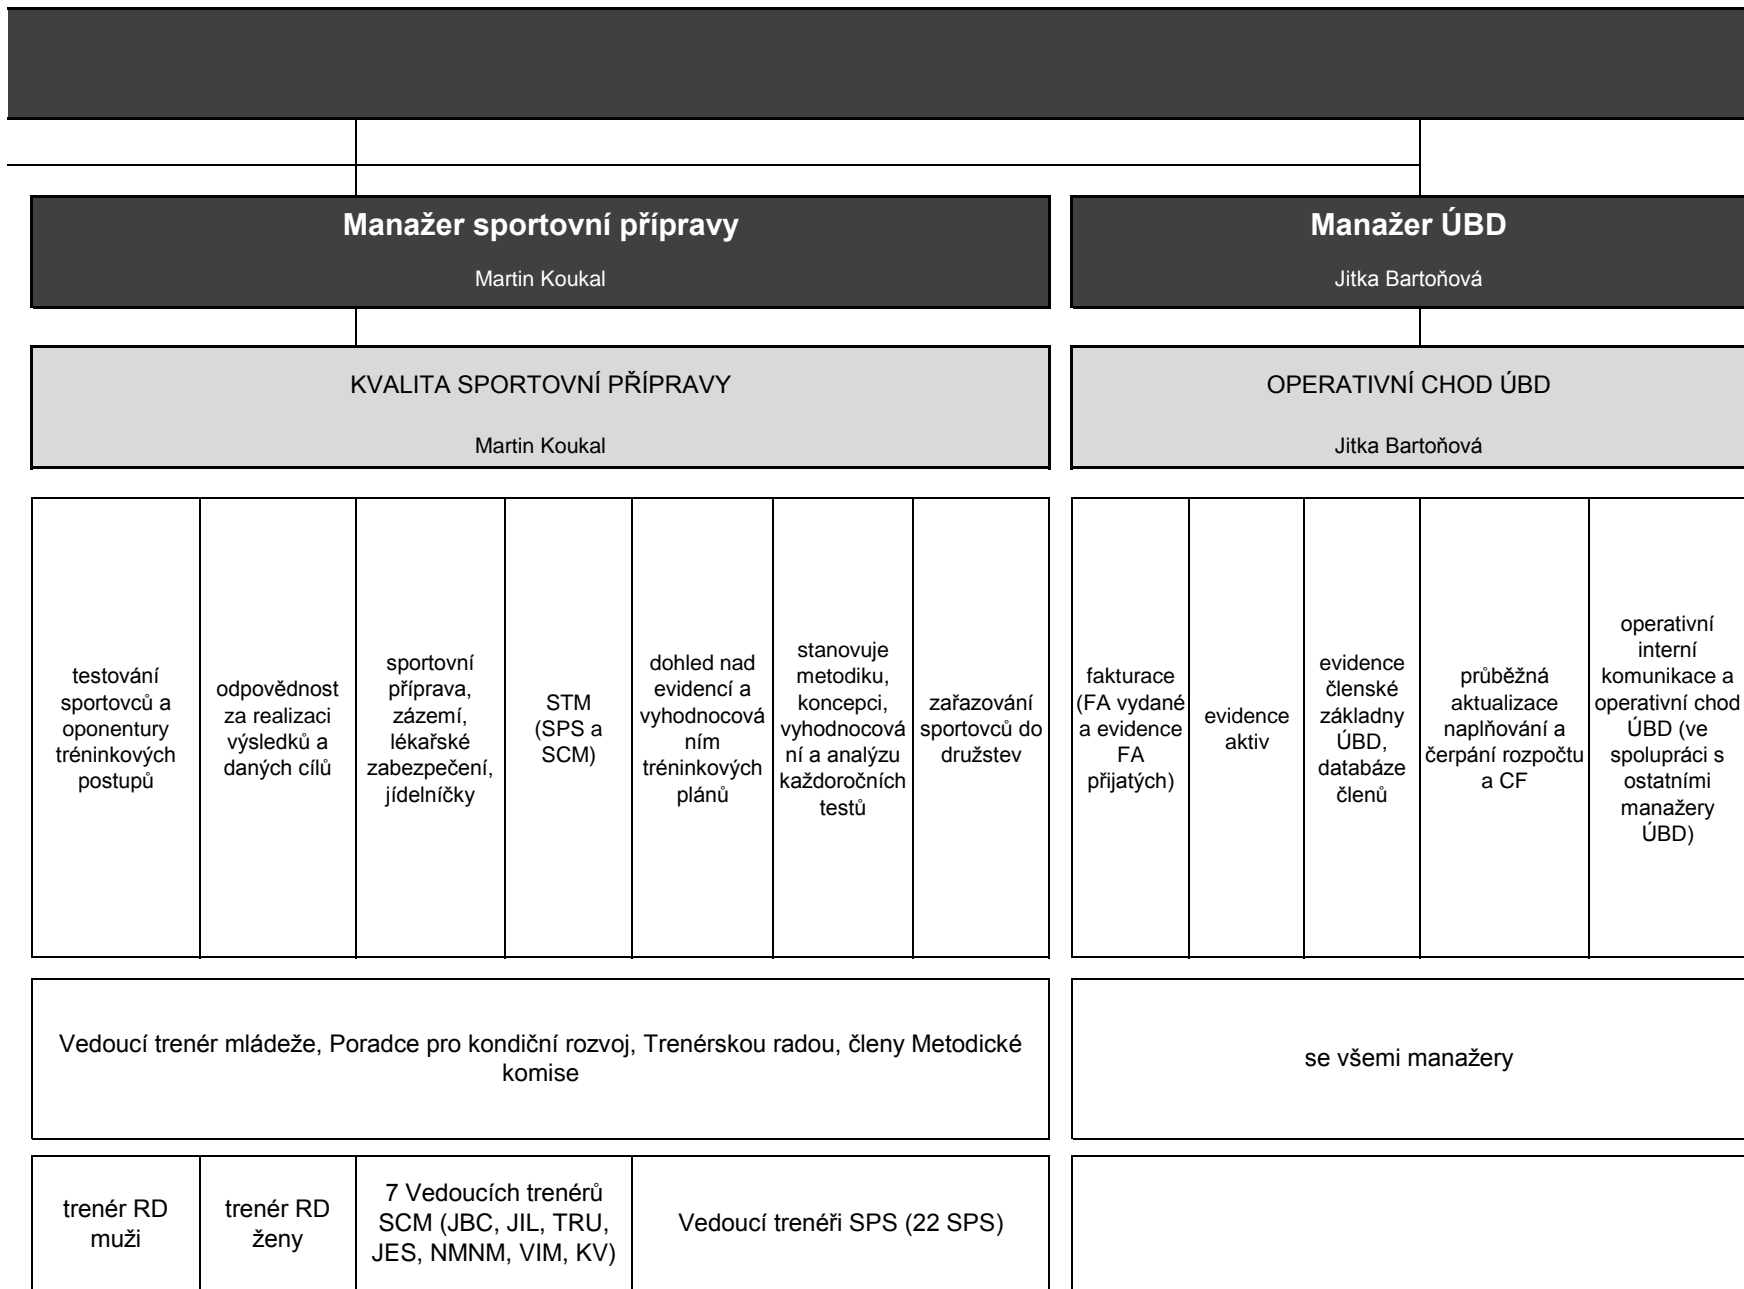 Manažer sportovní přípravy
Martin Koukal
Manažer ÚBD
Jitka Bartoňová
KVALITA SPORTOVNÍ PŘÍPRAVY
Martin Koukal
OPERATIVNÍ CHOD ÚBD
Jitka Bartoňová
testování
sportovců a
oponentury
tréninkových
postupů
odpovědnost
za realizaci
výsledků a
daných cílů
sportovní
příprava,
zázemí,
lékařské
zabezpečení,
jídelníčky
STM
(SPS a
SCM)
dohled nad
evidencí a
vyhodnocová
ním
tréninkových
plánů
stanovuje
metodiku,
koncepci,
vyhodnocová
ní a analýzu
každoročních
testů
zařazování
sportovců do
družstev
fakturace
(FA vydané
a evidence
FA
přijatých)
evidence
aktiv
evidence
členské
základny
ÚBD,
databáze
členů
průběžná
aktualizace
naplňování a
čerpání rozpočtu
a CF
operativní
interní
komunikace a
operativní chod
ÚBD (ve
spolupráci s
ostatními
manažery
ÚBD)
Vedoucí trenér mládeže, Poradce pro kondiční rozvoj, Trenérskou radou, členy Metodické
komise
se všemi manažery
trenér RD
muži
trenér RD
ženy
7 Vedoucích trenérů
SCM (JBC, JIL, TRU,
JES, NMNM, VIM, KV)
Vedoucí trenéři SPS (22 SPS)